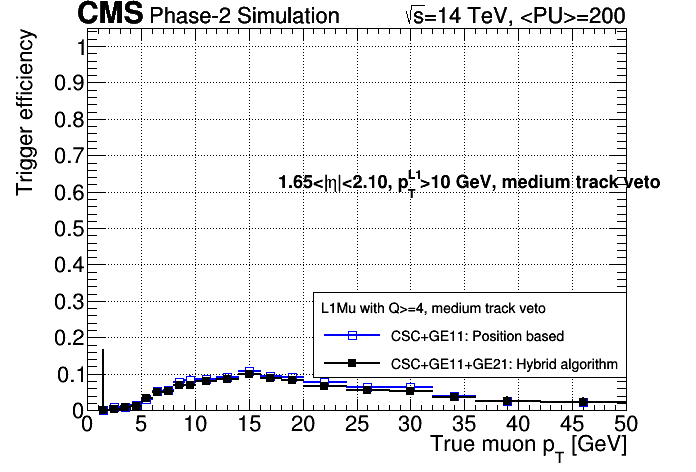 CMS Phase-2 Simulation √s=14 TeV, <PU>=200
Trigger efficiency
1
0.9
0.8
0.7
0.6
0.5
0.4
0.3
0.2
0.1
0
1.65<|η|<2.10, p_T^L1>10 GeV, medium track veto
L1Mu with Q>=4, medium track veto
CSC+GE11: Position based
CSC+GE11+GE21: Hybrid algorithm
0 5 10 15 20 25 30 35 40 45 50
True muon p_T [GeV]